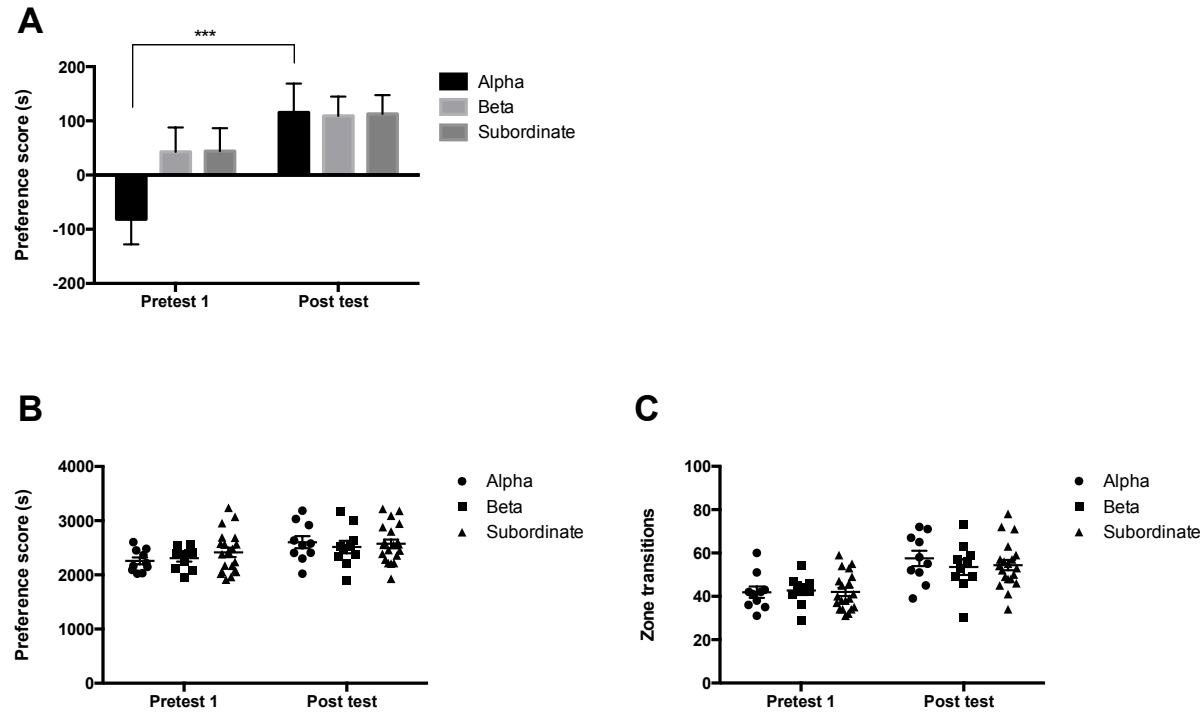 A
***
200
100
0
-100
-200
Preference score (s)
Pretest 1
Post test
Alpha
Beta
Subordinate
B
4000
3000
2000
1000
0
Preference score (s)
Pretest 1
Post test
Alpha
Beta
Subordinate
C
100
80
60
40
20
0
Zone transitions
Pretest 1
Post test
Alpha
Beta
Subordinate